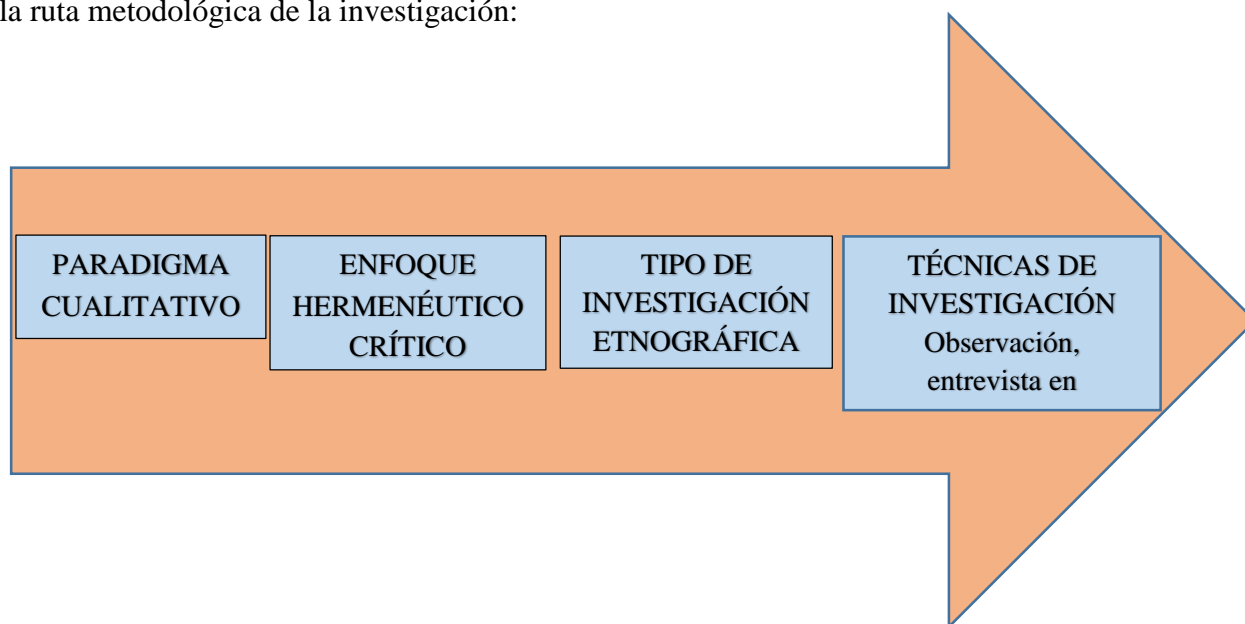 la ruta metodológica de la investigación:
PARADIGMA
CUALITATIVO
ENFOQUE
HERMENÉUTICO
CRÍTICO
TIPO DE
INVESTIGACIÓN
ETNOGRÁFICA
TÉCNICAS DE
INVESTIGACIÓN
Observación,
entrevista en